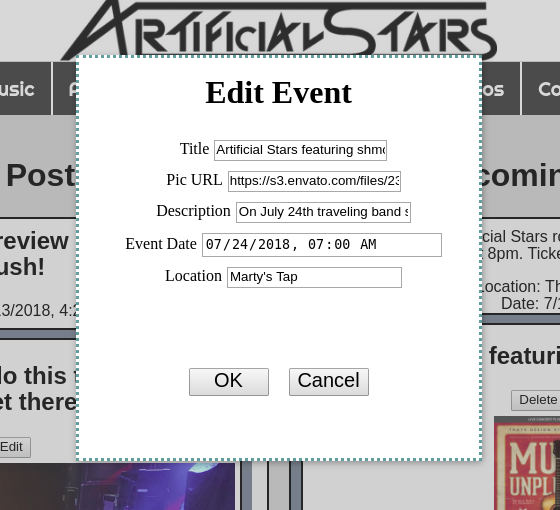 ArtificialStars
usic
os
Co
Post
comin
Edit Event
Title Artificial Stars featuring shm
Pic URL https://s3.envato.com/files/23
Description On July 24th traveling band s
Event Date 07/24/2018, 07:00 AM
Location Marty's Tap
OK Cancel
review
ush!
3/2018, 4:2
lo this
et there
Edit
cial Stars r
8pm. Ticke
ocation: Th
Date: 7/1
featuri
Delete
MU
UNPL